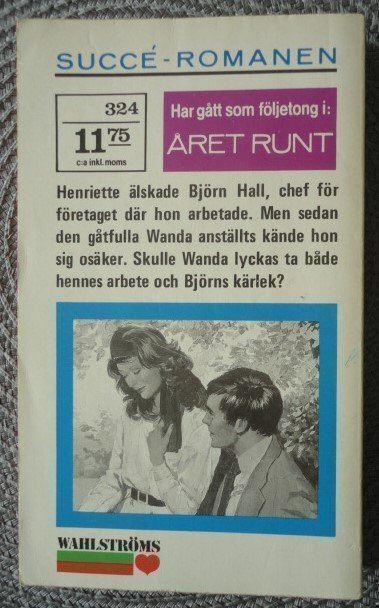 SUCCÉ-ROMANEN
324
11 75
c:a inkl. moms
Har gått som följetong i:
ÅRET RUNT
Henriette älskade Björn Hall, chef för
företaget där hon arbetade. Men sedan
den gåtfulla Wanda anställts kände hon
sig osäker. Skulle Wanda lyckas ta både
hennes arbete och Björns kärlek?
WAHLSTRÖMS